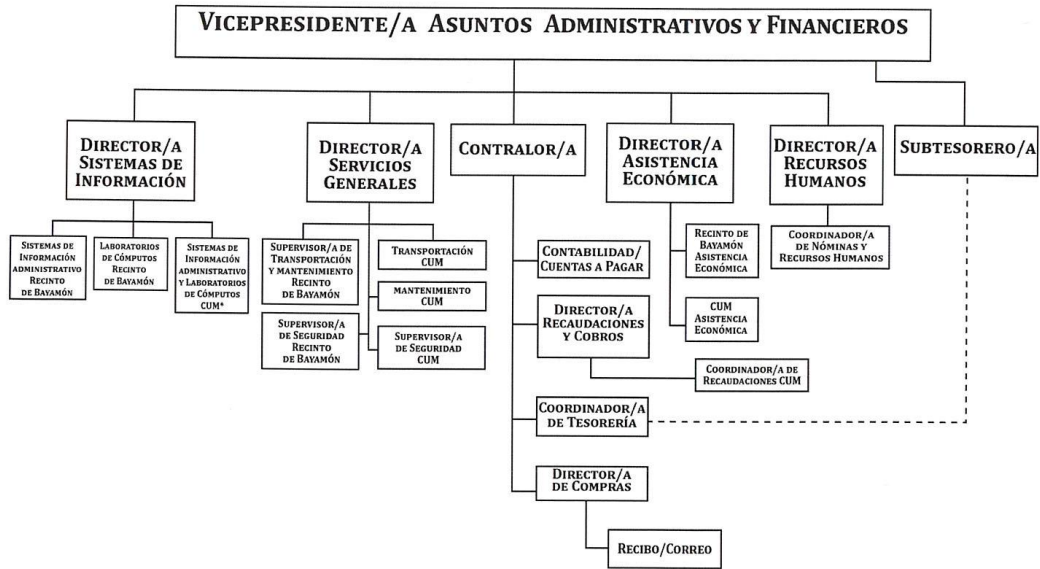 VICEPRESIDENTE/A ASUNTOS ADMINISTRATIVOS Y FINANCIEROS
DIRECTOR/A
SISTEMAS DE
INFORMACIÓN
DIRECTOR/A
SERVICIOS
GENERALES
CONTRALOR/A
DIRECTOR/A
ASISTENCIA
ECONÓMICA
DIRECTOR/A
RECURSOS
HUMANOS
SUBTESORERO/A
SISTEMAS DE
INFORMACIÓN
ADMINISTRATIVO
RECINTO
DE BAYAMÓN
LABORATORIOS
DE CÓMPUTOS
RECINTO
DE BAYAMÓN
SISTEMAS DE
INFORMACIÓN
ADMINISTRATIVO
Y LABORATORIOS
DE CÓMPUTOS
CUM*
SUPERVISOR/A DE
TRANSPORTACIÓN
Y MANTENIMIENTO
RECINTO
DE BAYAMÓN
TRANSPORTACIÓN
CUM
MANTENIMIENTO
CUM
SUPERVISOR/A
DE SEGURIDAD
RECINTO
DE BAYAMÓN
SUPERVISOR/A
DE SEGURIDAD
CUM
CONTABILIDAD/
CUENTAS A PAGAR
DIRECTOR/A
RECAUDACIONES
Y COBROS
COORDINADOR/A DE
RECAUDACIONES CUM
COORDINADOR/A
DE TESORERÍA
DIRECTOR/A
DE COMPRAS
RECIBO/CORREO
RECINTO DE
BAYAMÓN
ASISTENCIA
ECONÓMICA
CUM
ASISTENCIA
ECONÓMICA
COORDINADOR/A
DE NÓMINAS Y
RECURSOS HUMANOS